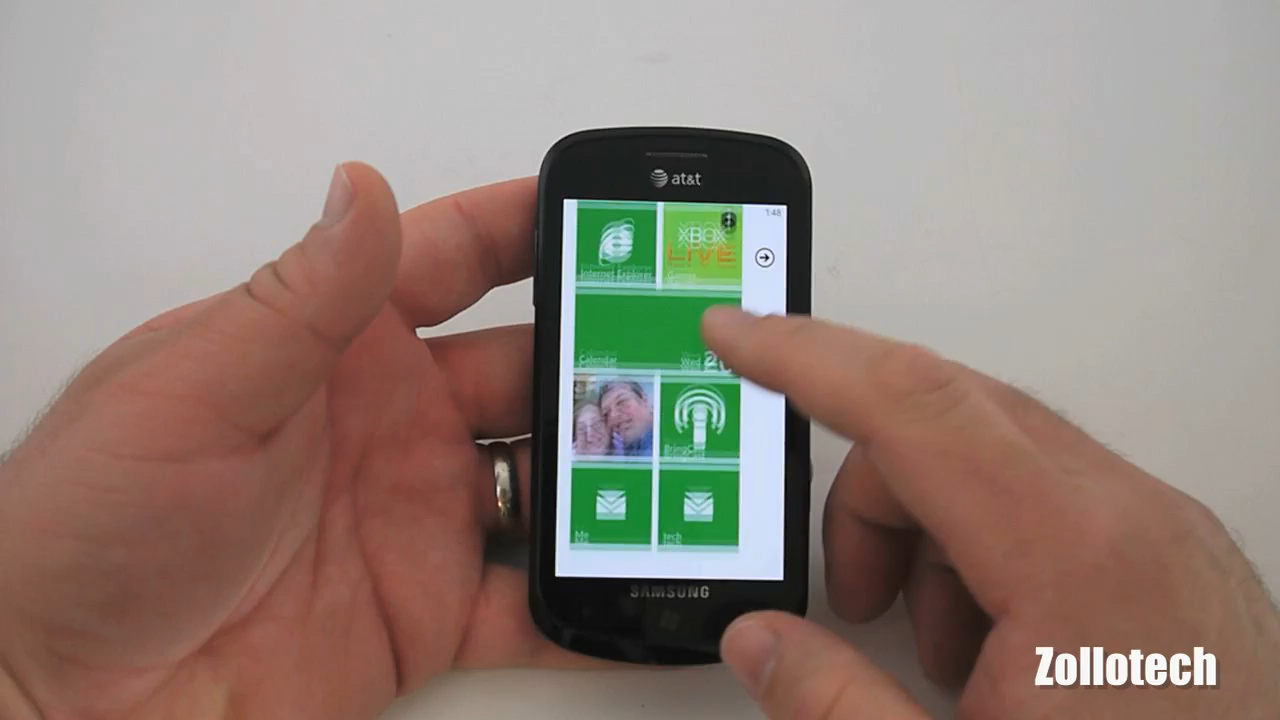 at&t
1:48
XBOX
LIVE
Internet Explorer
Games
Calendar
Wed
Me
tech
SAMSUNG
Zollotech